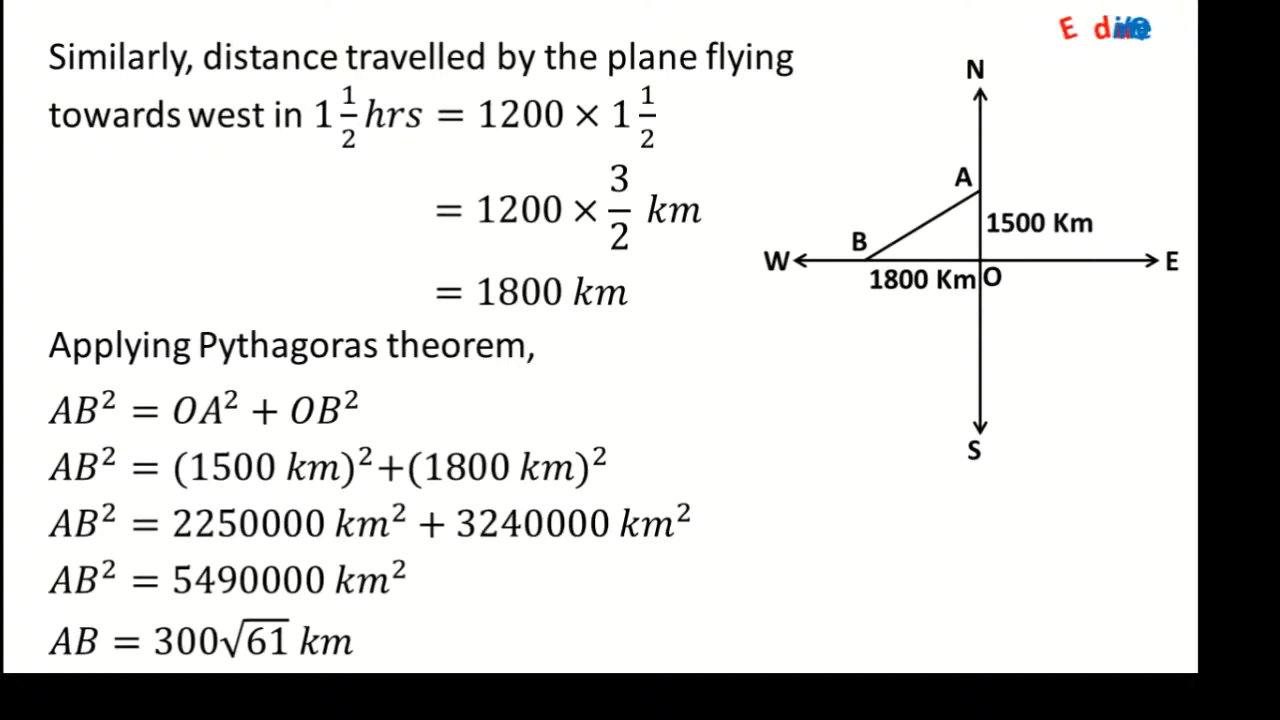 Similarly, distance travelled by the plane flying
towards west in 1 1/2 hrs = 1200 × 1 1/2
= 1200 × 3/2 km
= 1800 km
Applying Pythagoras theorem,
AB² = OA² + OB²
AB² = (1500 km)²+(1800 km)²
AB² = 2250000 km² + 3240000 km²
AB² = 5490000 km²
AB = 300√61 km
N
A
1500 Km
B
W
E
1800 Km
O
S